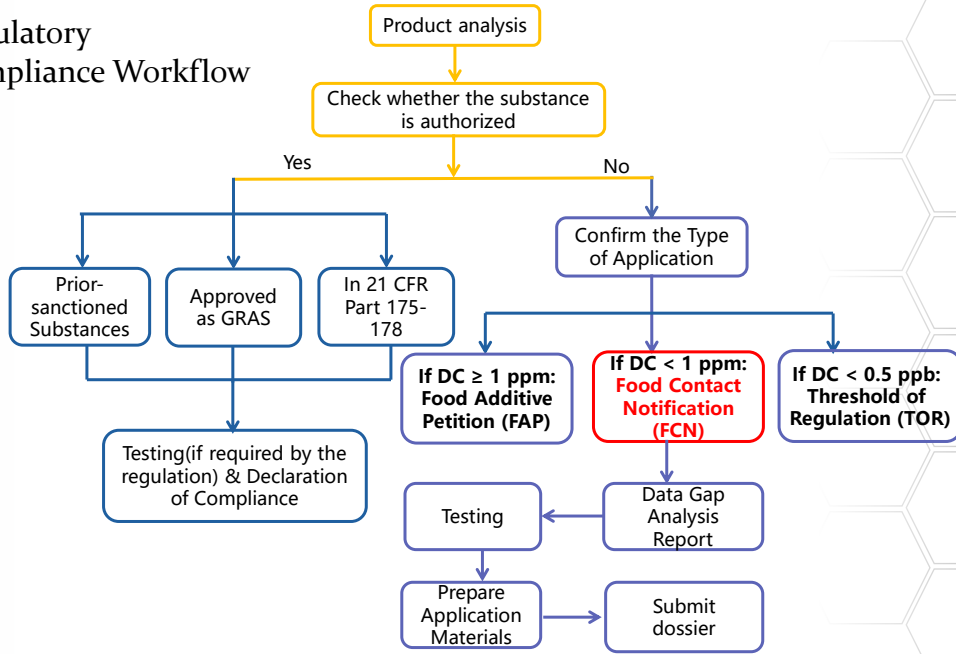 ulatory
pliance Workflow
Product analysis
Check whether the substance
is authorized
Yes
No
Confirm the Type
of Application
Prior-
sanctioned
Substances
Approved
as GRAS
In 21 CFR
Part 175-
178
If DC ≥ 1 ppm:
Food Additive
Petition (FAP)
If DC < 1 ppm:
Food Contact
Notification
(FCN)
If DC < 0.5 ppb:
Threshold of
Regulation (TOR)
Testing(if required by the
regulation) & Declaration
of Compliance
Testing
Data Gap
Analysis
Report
Prepare
Application
Materials
Submit
dossier